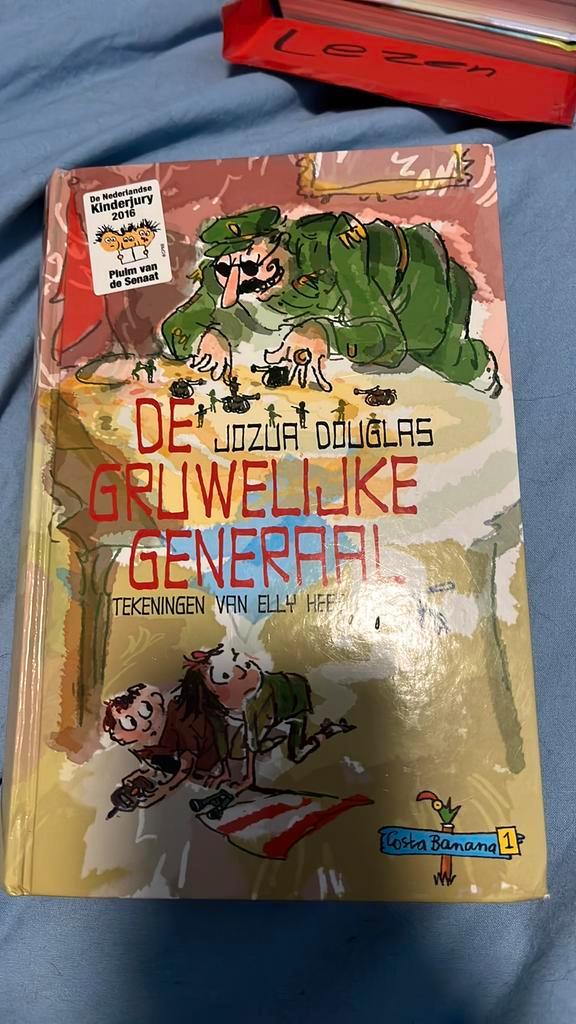 Lezen
De Nederlandse
Kinderjury
2016
Pluim van
de Senaat
DE JOZUA DOUGLAS
GRUWELIJKE
GENERAAL
TEKENINGEN VAN ELLY HEE
Costa Banana 1